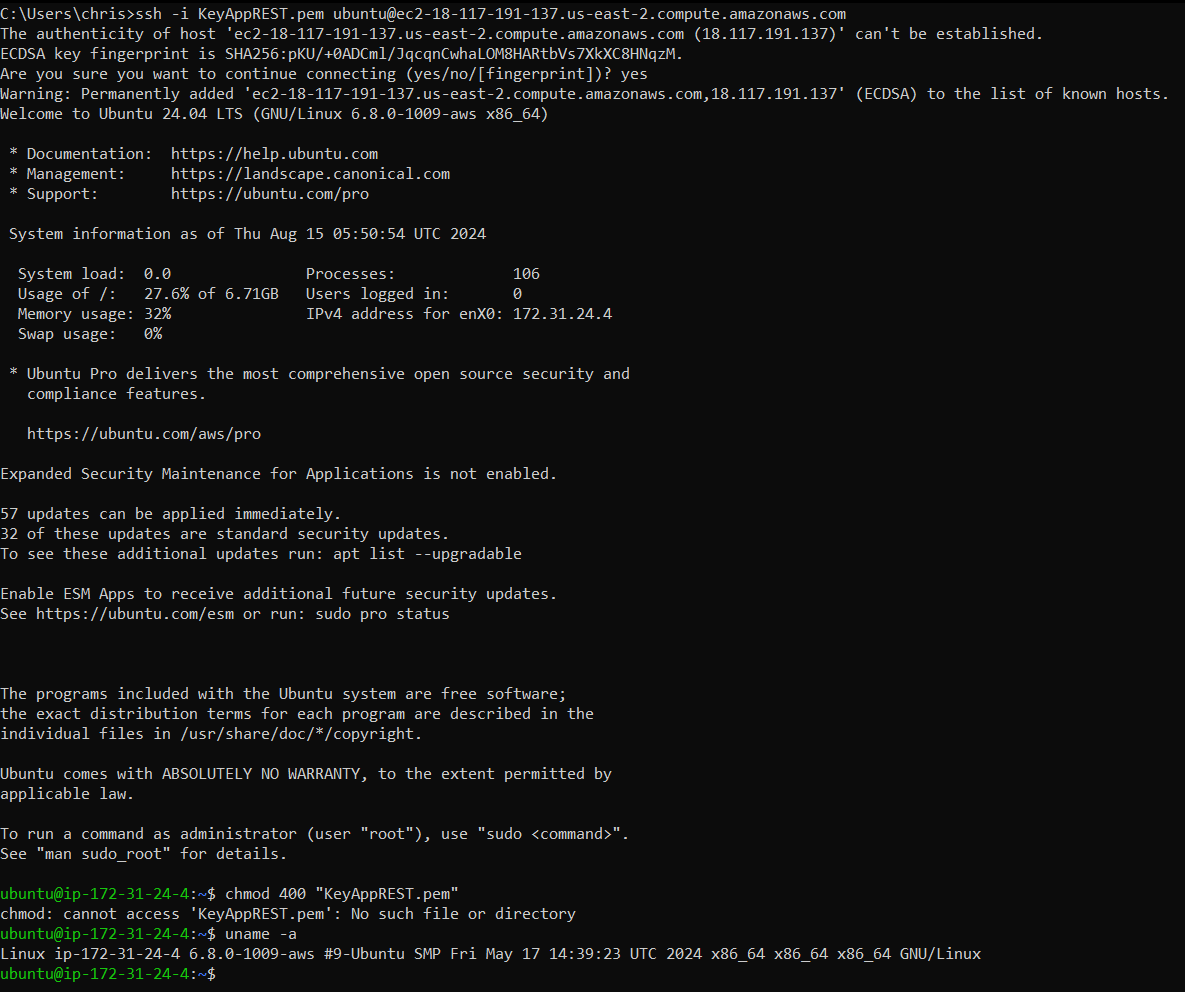 C:\Users\chris>ssh -i KeyAppREST.pem ubuntu@ec2-18-117-191-137.us-east-2.compute.amazonaws.com
The authenticity of host 'ec2-18-117-191-137.us-east-2.compute.amazonaws.com (18.117.191.137)' can't be established.
ECDSA key fingerprint is SHA256:pKU/+0ADCml/JqcqnCwhaLOM8HARtbVs7XkXC8HNqzM.
Are you sure you want to continue connecting (yes/no/[fingerprint])? yes
Warning: Permanently added 'ec2-18-117-191-137.us-east-2.compute.amazonaws.com,18.117.191.137' (ECDSA) to the list of known hosts.
Welcome to Ubuntu 24.04 LTS (GNU/Linux 6.8.0-1009-aws x86_64)

 * Documentation:  https://help.ubuntu.com
 * Management:     https://landscape.canonical.com
 * Support:        https://ubuntu.com/pro

 System information as of Thu Aug 15 05:50:54 UTC 2024

  System load:  0.0               Processes:             106
  Usage of /:   27.6% of 6.71GB   Users logged in:       0
  Memory usage: 32%               IPv4 address for enX0: 172.31.24.4
  Swap usage:   0%

 * Ubuntu Pro delivers the most comprehensive open source security and
   compliance features.

   https://ubuntu.com/aws/pro

Expanded Security Maintenance for Applications is not enabled.

57 updates can be applied immediately.
32 of these updates are standard security updates.
To see these additional updates run: apt list --upgradable

Enable ESM Apps to receive additional future security updates.
See https://ubuntu.com/esm or run: sudo pro status

The programs included with the Ubuntu system are free software;
the exact distribution terms for each program are described in the
individual files in /usr/share/doc/*/copyright.

Ubuntu comes with ABSOLUTELY NO WARRANTY, to the extent permitted by
applicable law.

To run a command as administrator (user "root"), use "sudo <command>".
See "man sudo_root" for details.

ubuntu@ip-172-31-24-4:~$ chmod 400 "KeyAppREST.pem"
chmod: cannot access 'KeyAppREST.pem': No such file or directory
ubuntu@ip-172-31-24-4:~$ uname -a
Linux ip-172-31-24-4 6.8.0-1009-aws #9-Ubuntu SMP Fri May 17 14:39:23 UTC 2024 x86_64 x86_64 x86_64 GNU/Linux
ubuntu@ip-172-31-24-4:~$